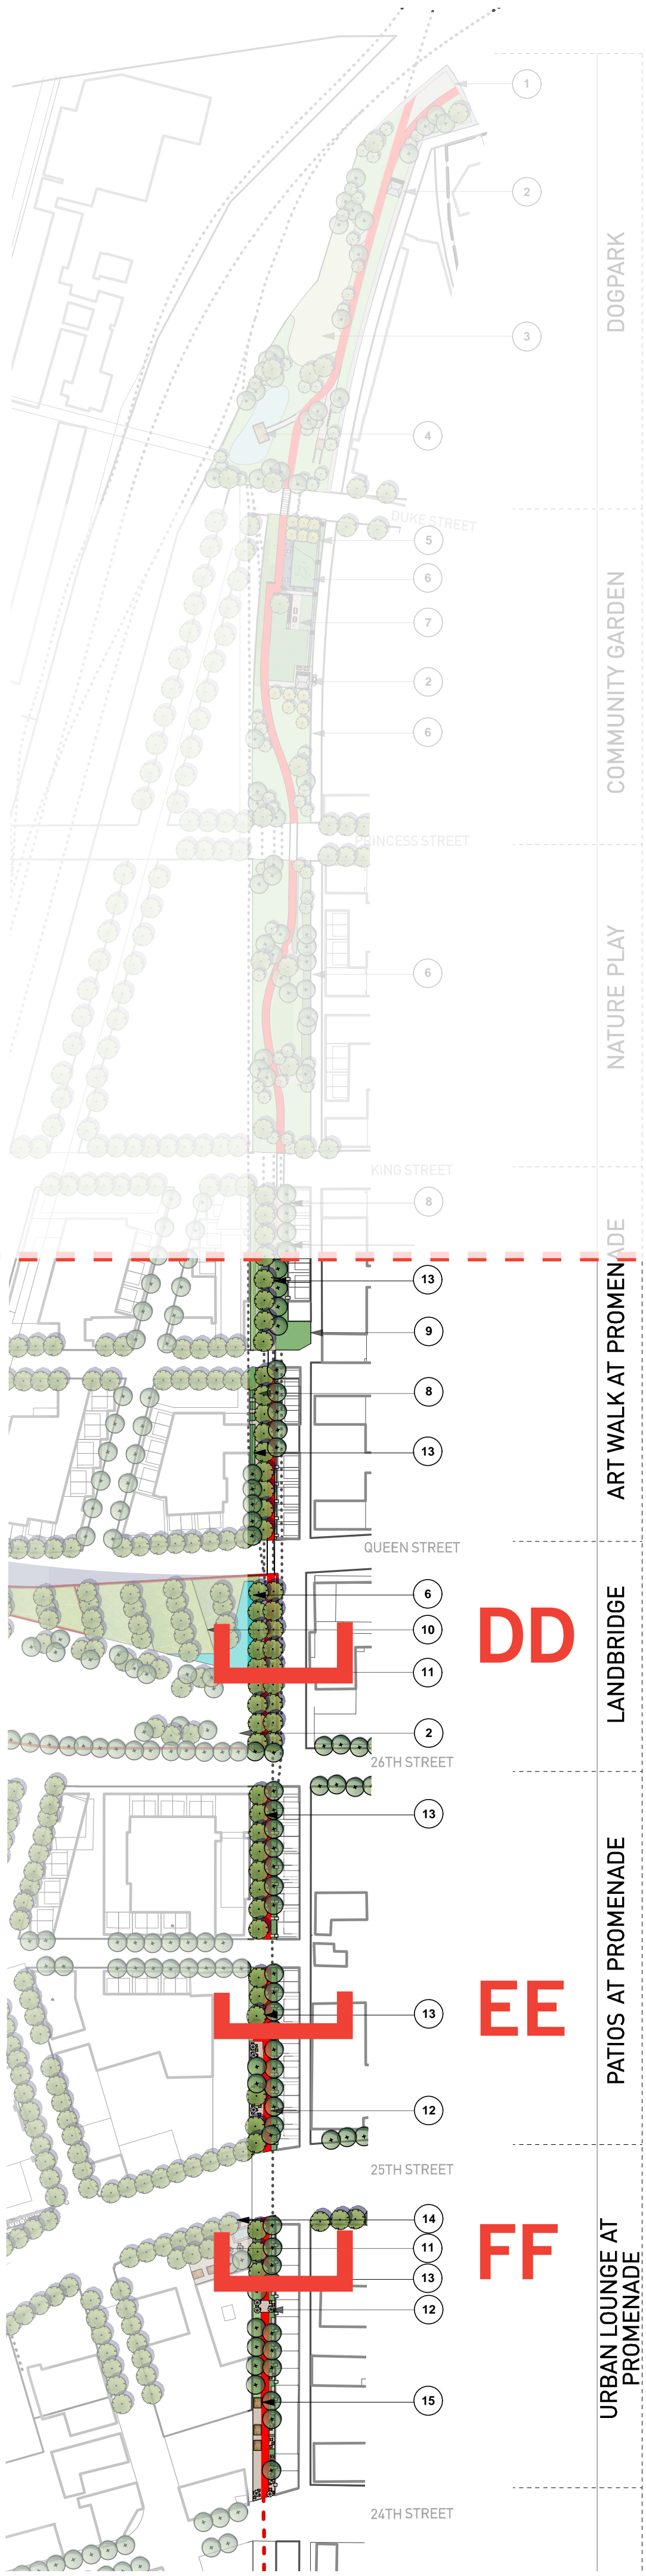 1
2
DOGPARK
3
4
DUKE STREET
5
6
7
COMMUNITY GARDEN
2
6
PRINCESS STREET
NATURE PLAY
6
KING STREET
8
13
9
ART WALK AT PROMENADE
8
13
QUEEN STREET
6
DD
10
LANDBRIDGE
11
2
26TH STREET
13
PATIOS AT PROMENADE
EE
13
12
25TH STREET
14
11
FF
13
12
URBAN LOUNGE AT
PROMENADE
15
24TH STREET